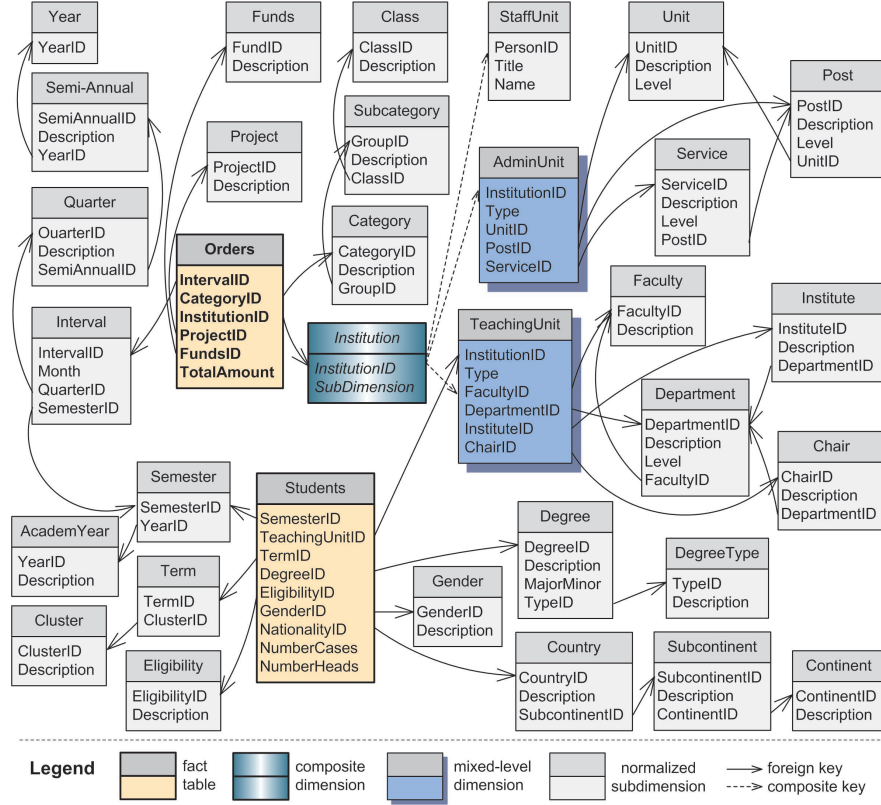 Year
YearID
Funds
FundID
Description
Class
ClassID
Description
StaffUnit
PersonID
Title
Name
Unit
UnitID
Description
Level
Post
PostID
Description
Level
UnitID
Semi-Annual
SemiAnnualID
Description
YearID
Project
ProjectID
Description
Subcategory
GroupID
Description
ClassID
AdminUnit
InstitutionID
Type
UnitID
PostID
ServiceID
Service
ServiceID
Description
Level
PostID
Quarter
OuarterID
Description
SemiAnnualID
Orders
IntervalID
CategoryID
InstitutionID
ProjectID
FundsID
TotalAmount
Category
CategoryID
Description
GroupID
Faculty
FacultyID
Description
Institute
InstituteID
Description
DepartmentID
Interval
IntervalID
Month
QuarterID
SemesterID
Institution
InstitutionID
SubDimension
TeachingUnit
InstitutionID
Type
FacultyID
DepartmentID
InstituteID
ChairID
Department
DepartmentID
Description
Level
FacultyID
Chair
ChairID
Description
DepartmentID
Semester
SemesterID
YearID
Students
SemesterID
TeachingUnitID
TermID
DegreeID
EligibilityID
GenderID
NationalityID
NumberCases
NumberHeads
AcademYear
YearID
Description
Term
TermID
ClusterID
Degree
DegreeID
Description
MajorMinor
TypeID
DegreeType
TypeID
Description
Gender
GenderID
Description
Cluster
ClusterID
Description
Eligibility
EligibilityID
Description
Country
CountryID
Description
SubcontinentID
Subcontinent
SubcontinentID
Description
ContinentID
Continent
ContinentID
Description
Legend
fact
table
composite
dimension
mixed-level
dimension
normalized
subdimension
foreign key
composite key